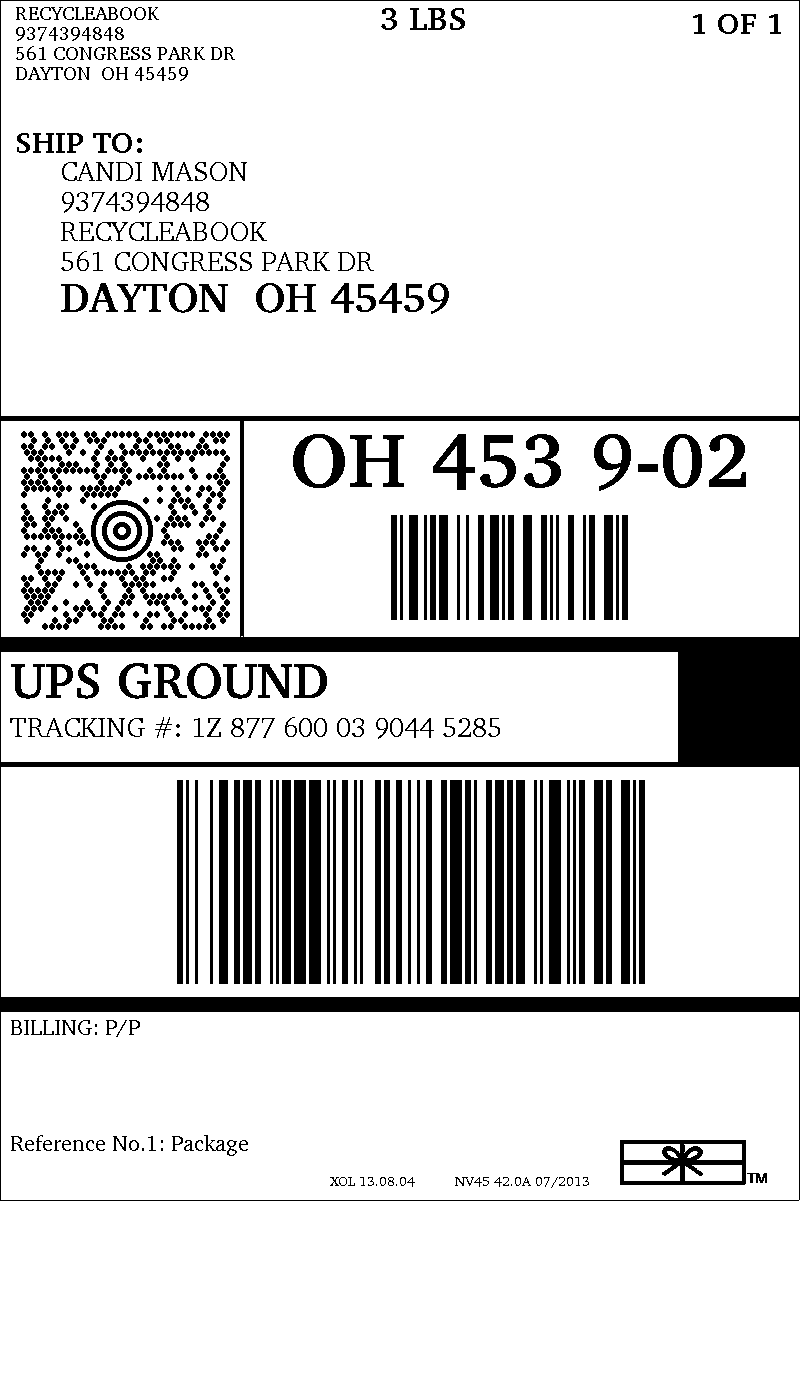 RECYCLEABOOK
9374394848
561 CONGRESS PARK DR
DAYTON  OH 45459
3 LBS
1 OF 1
SHIP TO:
CANDI MASON
9374394848
RECYCLEABOOK
561 CONGRESS PARK DR
DAYTON  OH 45459
OH 453 9-02
UPS GROUND
TRACKING #: 1Z 877 600 03 9044 5285
BILLING: P/P
Reference No.1: Package
XOL 13.08.04
NV45 42.0A 07/2013
TM